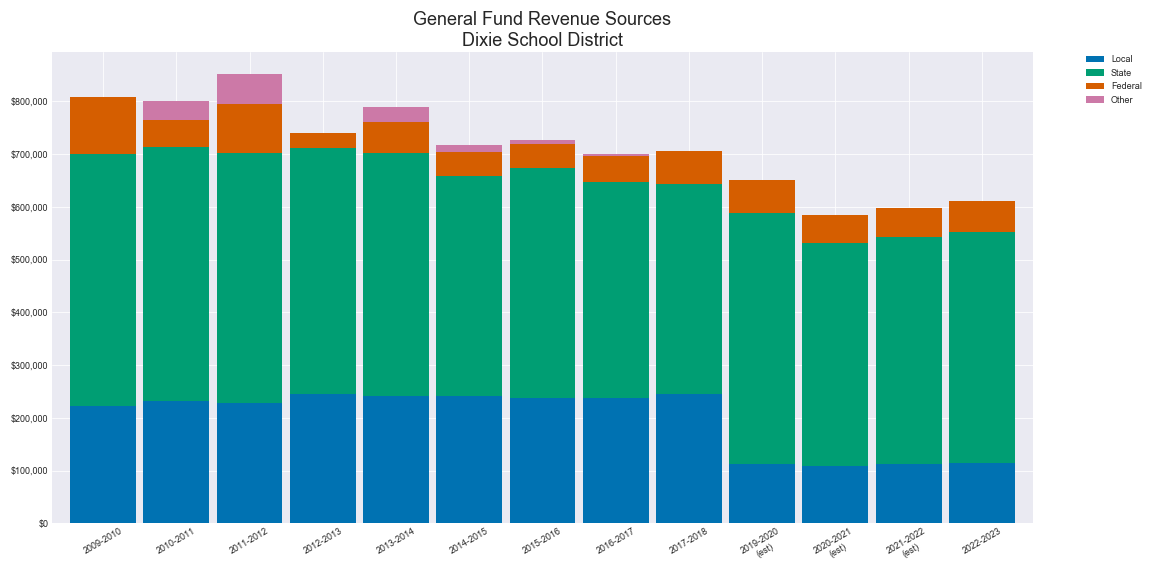 General Fund Revenue Sources
Dixie School District
Local
State
Federal
Other
$800,000
$700,000
$600,000
$500,000
$400,000
$300,000
$200,000
$100,000
$0
2009-2010
2010-2011
2011-2012
2012-2013
2013-2014
2014-2015
2015-2016
2016-2017
2017-2018
2019-2020
(est)
2020-2021
(est)
2021-2022
(est)
2022-2023